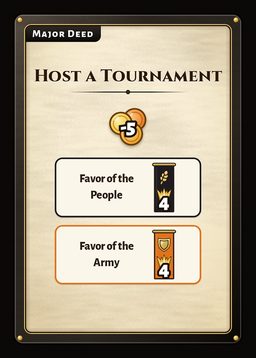 Major Deed
Host a Tournament
-5
Favor of the
People
4
Favor of the
Army
4